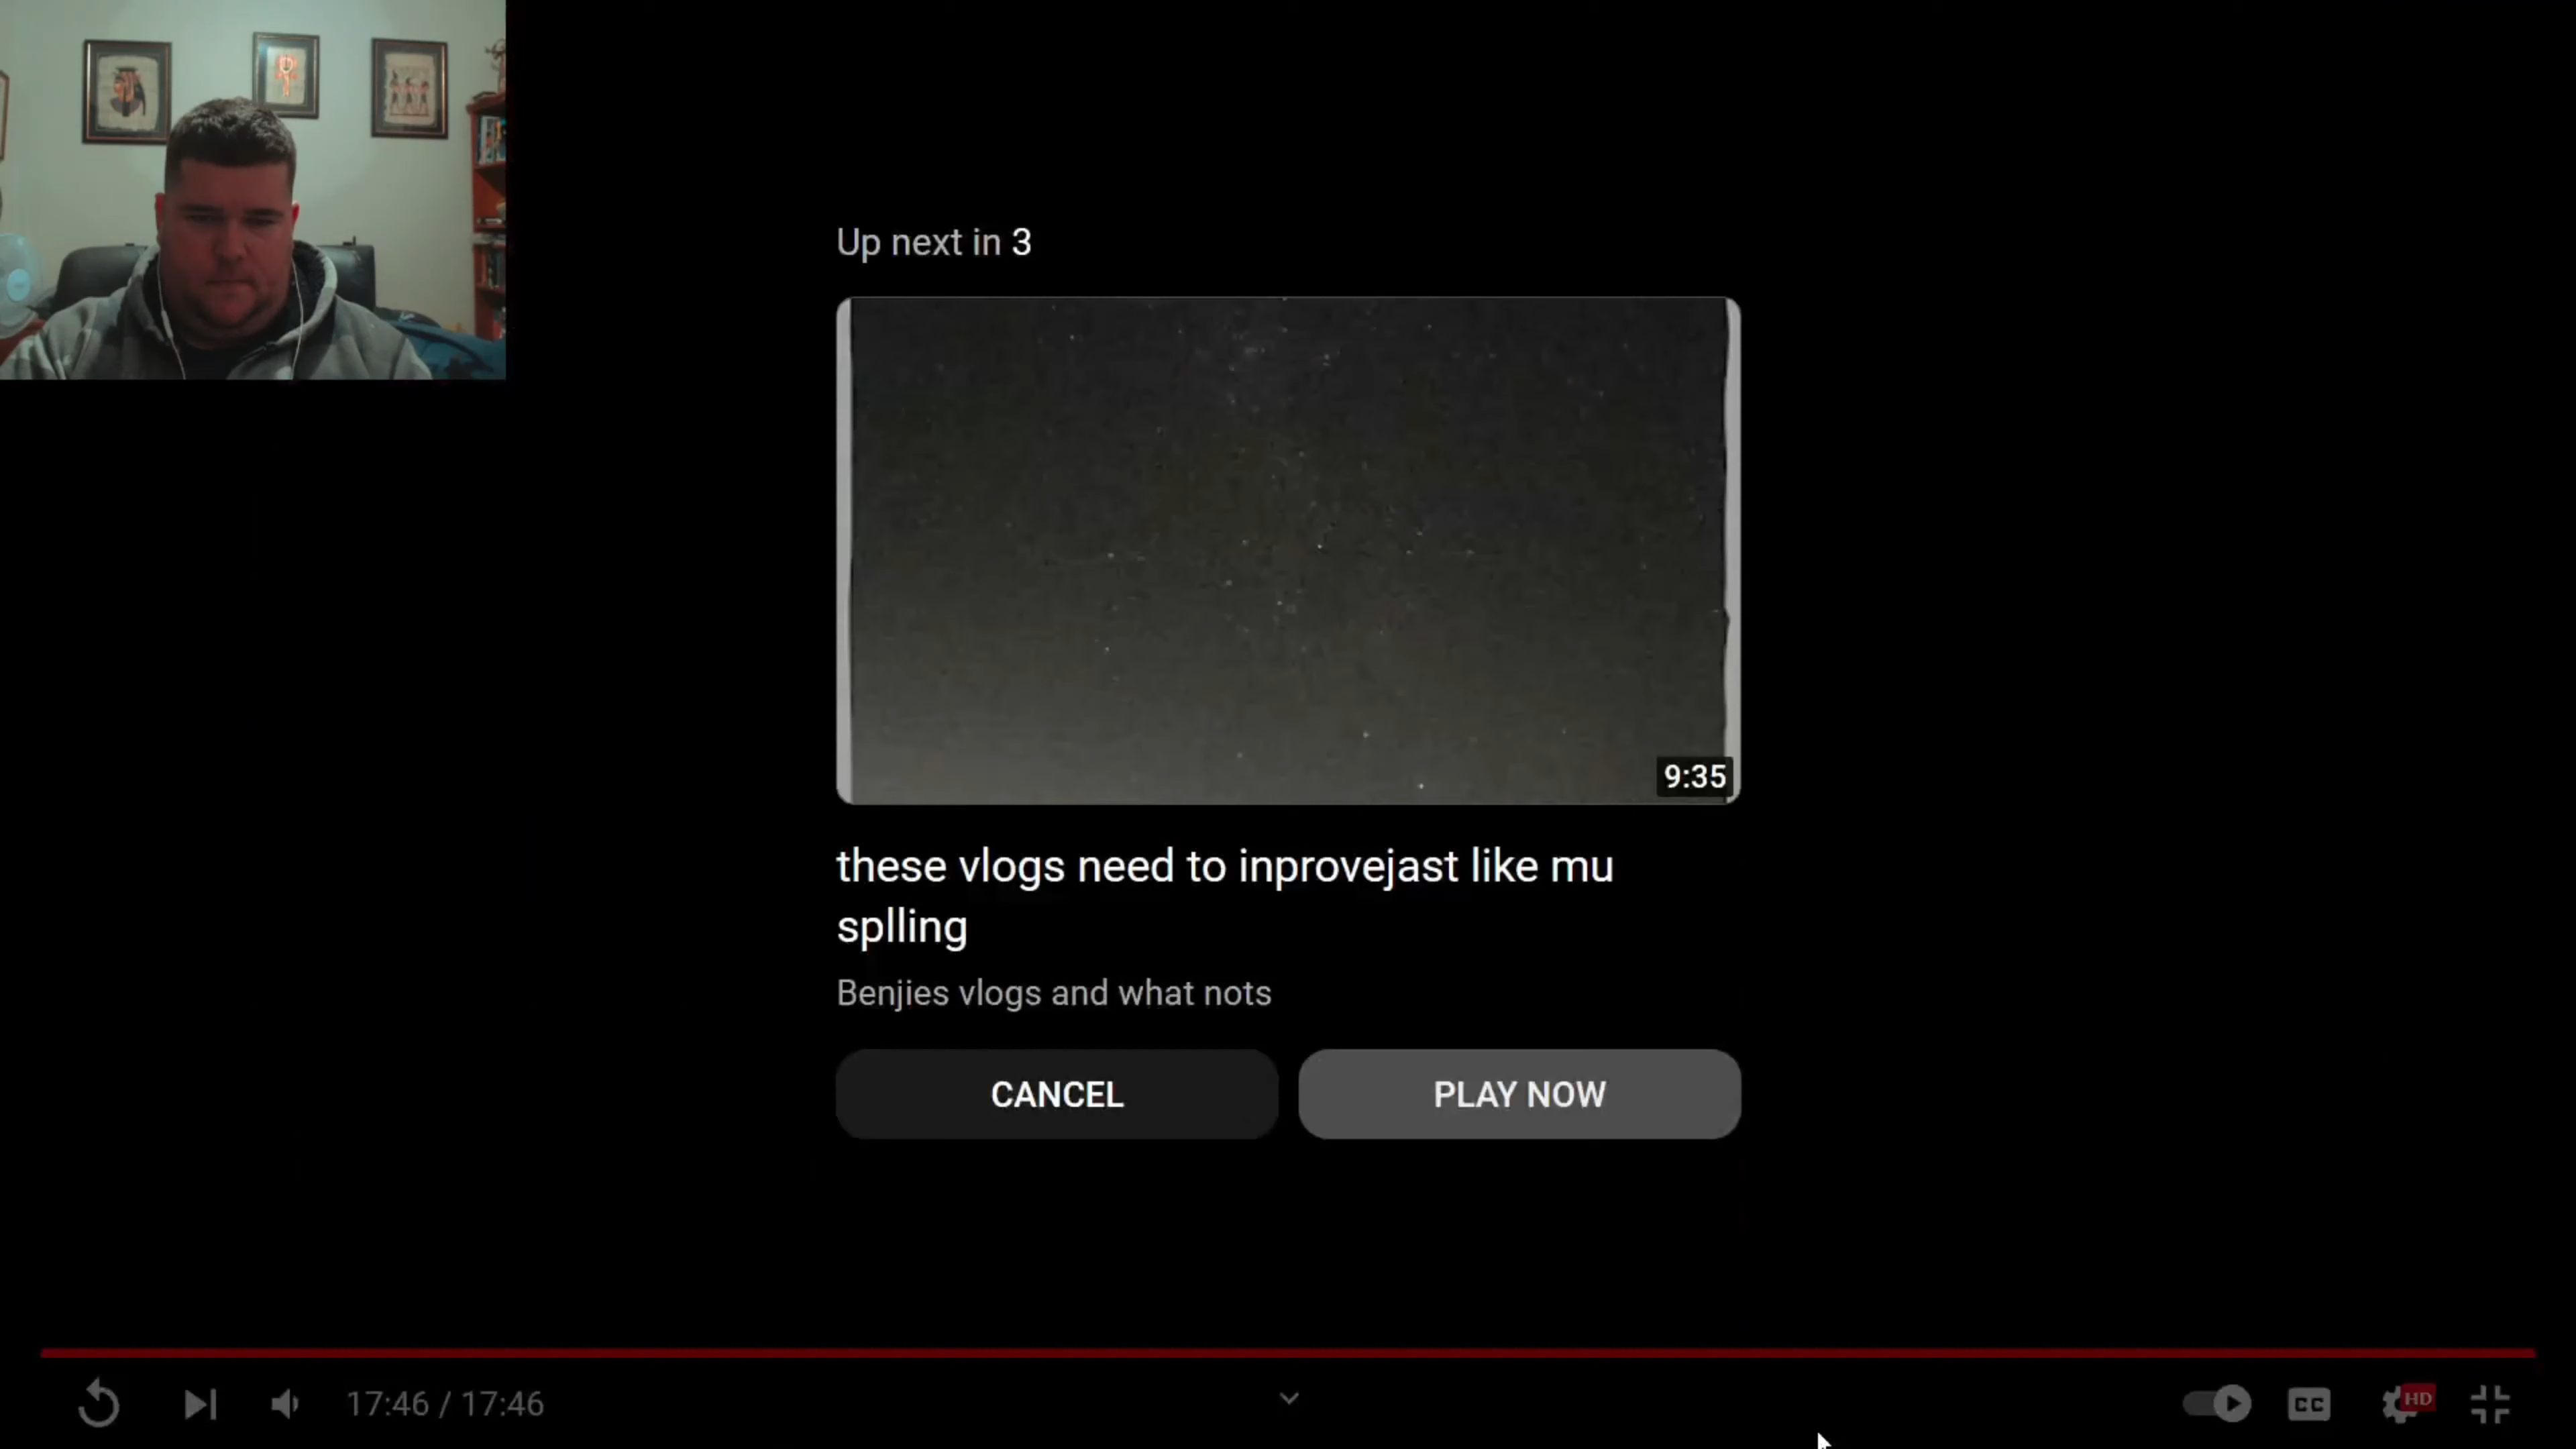 Up next in 3
9:35
these vlogs need to inprovejast like mu
splling
Benjies vlogs and what nots
CANCEL
PLAY NOW
17:46 / 17:46
CC
HD